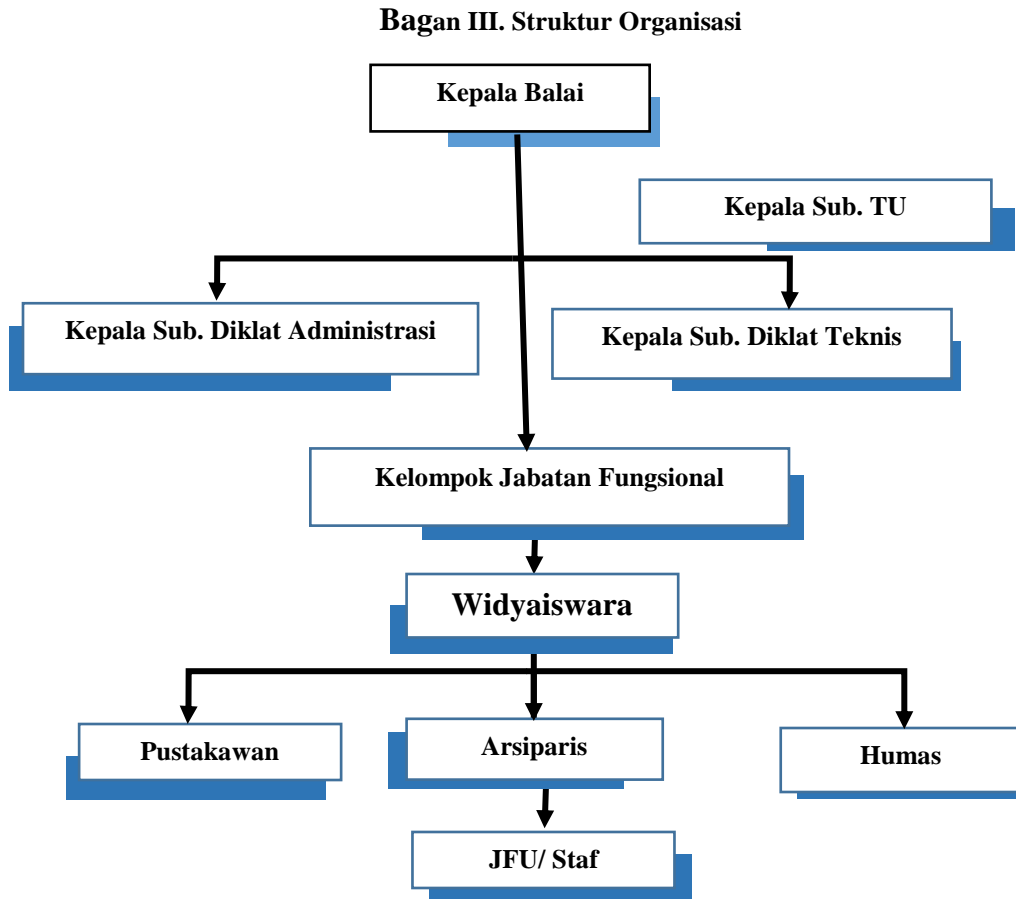 Bagan III. Struktur Organisasi
Kepala Balai
Kepala Sub. TU
Kepala Sub. Diklat Administrasi
Kepala Sub. Diklat Teknis
Kelompok Jabatan Fungsional
Widyaiswara
Pustakawan
Arsiparis
Humas
JFU/ Staf